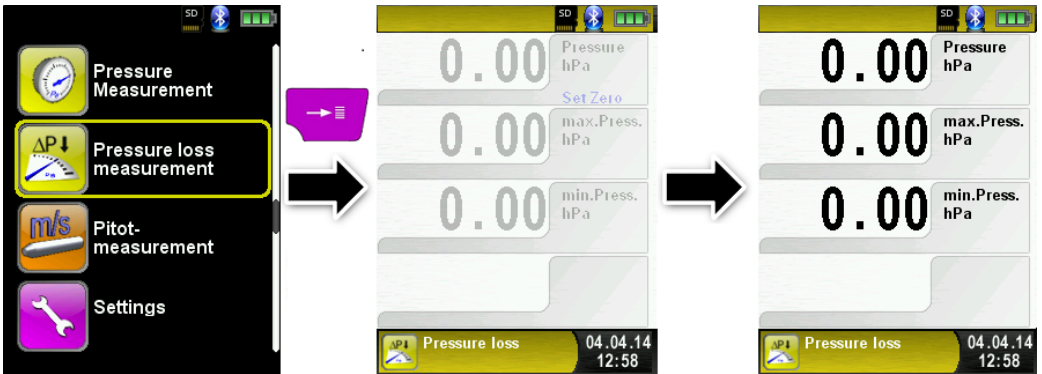 SD
Pressure
Measurement
ΔP
Pa
Pressure loss
measurement
m/s
Pitot-
measurement
Settings
SD
0.00
Pressure
hPa
Set Zero
0.00
max.Press.
hPa
0.00
min.Press.
hPa
ΔP
Pressure loss
04.04.14
12:58
SD
0.00
Pressure
hPa
0.00
max.Press.
hPa
0.00
min.Press.
hPa
ΔP
Pressure loss
04.04.14
12:58